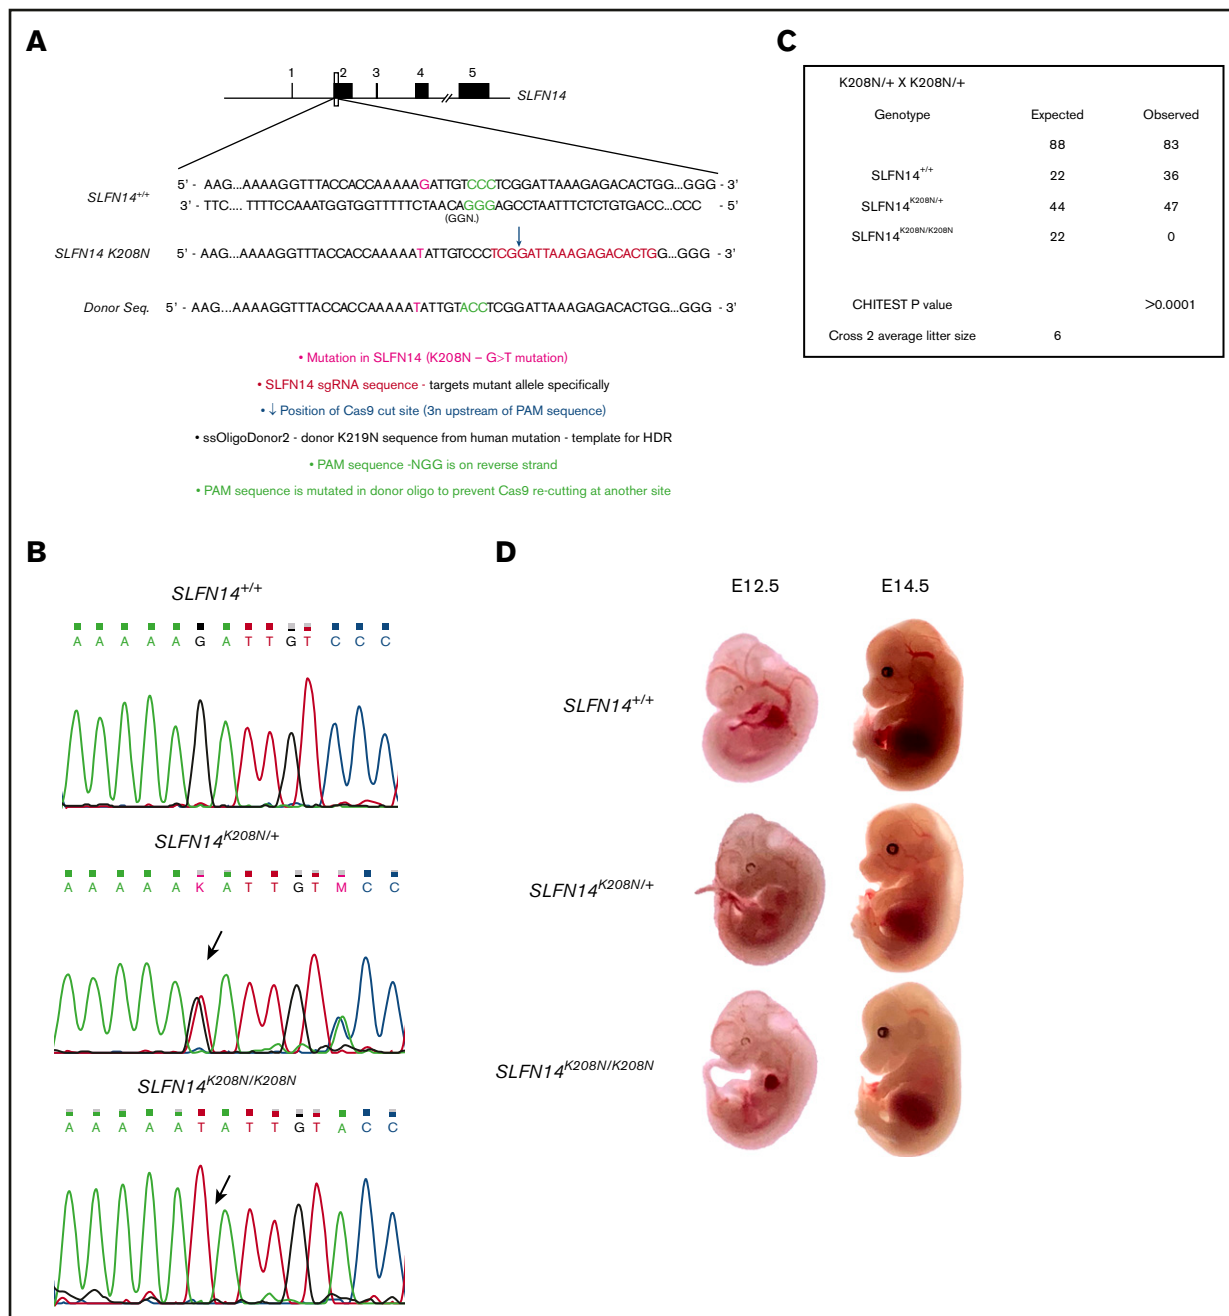 A
1 2 3 4 5
SLFN14
SLFN14+/+
5' - AAG...AAAAGGTTTACCACCAAAAAGATTGTCCCTCGGATTAAAGAGACACTGG...GGG - 3'
3' - TTC.... TTTTCCAAATGGTGGTTTTTCTAACAGGGAGCCTAATTTCTCTGTGACC...CCC - 5'
(GGN.)
SLFN14 K208N 5' - AAG...AAAAGGTTTACCACCAAAAATATTGTCCCTCGGATTAAAGAGACACTGG...GGG - 3'
Donor Seq. 5' - AAG...AAAAGGTTTACCACCAAAAATATTGTACCTCGGATTAAAGAGACACTGG...GGG - 3'
• Mutation in SLFN14 (K208N – G>T mutation)
• SLFN14 sgRNA sequence - targets mutant allele specifically
• ↓ Position of Cas9 cut site (3n upstream of PAM sequence)
• ssOligoDonor2 - donor K219N sequence from human mutation - template for HDR
• PAM sequence -NGG is on reverse strand
• PAM sequence is mutated in donor oligo to prevent Cas9 re-cutting at another site
C
K208N/+ X K208N/+
Genotype Expected Observed
88 83
SLFN14+/+ 22 36
SLFN14K208N/+ 44 47
SLFN14K208N/K208N 22 0
CHITEST P value >0.0001
Cross 2 average litter size 6
B
SLFN14+/+
A A A A A G A T T G T C C C
SLFN14K208N/+
A A A A A K A T T G T M C C
SLFN14K208N/K208N
A A A A A T A T T G T A C C
D
E12.5 E14.5
SLFN14+/+
SLFN14K208N/+
SLFN14K208N/K208N